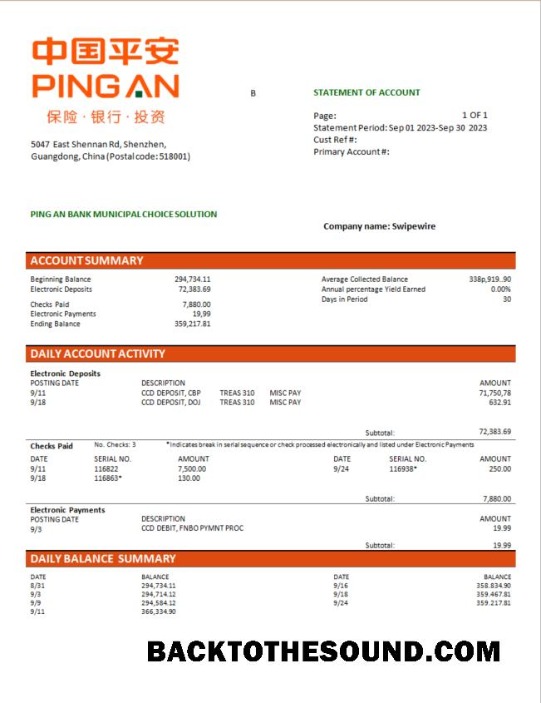 中国平安
PING AN
保险·银行·投资
B
STATEMENT OF ACCOUNT
Page: 1 OF 1
Statement Period: Sep 01 2023-Sep 30 2023
Cust Ref #:
Primary Account #:
5047 East Shennan Rd, Shenzhen,
Guangdong, China (Postal code: 518001)
PING AN BANK MUNICIPAL CHOICE SOLUTION
Company name: Swipewire
ACCOUNT SUMMARY
Beginning Balance 294,734.11 Average Collected Balance 338p,919..90
Electronic Deposits 72,383.69 Annual percentage Yield Earned 0.00%
Days in Period 30
Checks Paid 7,880.00
Electronic Payments 19,99
Ending Balance 359,217.81
DAILY ACCOUNT ACTIVITY
Electronic Deposits
POSTING DATE DESCRIPTION AMOUNT
9/11 CCD DEPOSIT, CBP TREAS 310 MISC PAY 71,750,78
9/18 CCD DEPOSIT, DOJ TREAS 310 MISC PAY 632.91
Subtotal: 72,383.69
Checks Paid No. Checks: 3 *Indicates break in serial sequence or check processed electronically and listed under Electronic Payments
DATE SERIAL NO. AMOUNT DATE SERIAL NO. AMOUNT
9/11 116822 7,500.00 9/24 116938* 250.00
9/18 116863* 130.00
Subtotal: 7,880.00
Electronic Payments
POSTING DATE DESCRIPTION AMOUNT
9/3 CCD DEBIT, FNBO PYMNT PROC 19.99
Subtotal: 19.99
DAILY BALANCE SUMMARY
DATE BALANCE DATE BALANCE
8/31 294,734.11 9/16 358.834.90
9/3 294,714.12 9/18 359.467.81
9/9 294,584.12 9/24 359.217.81
9/11 366,334.90
BACKTOTHESOUND.COM